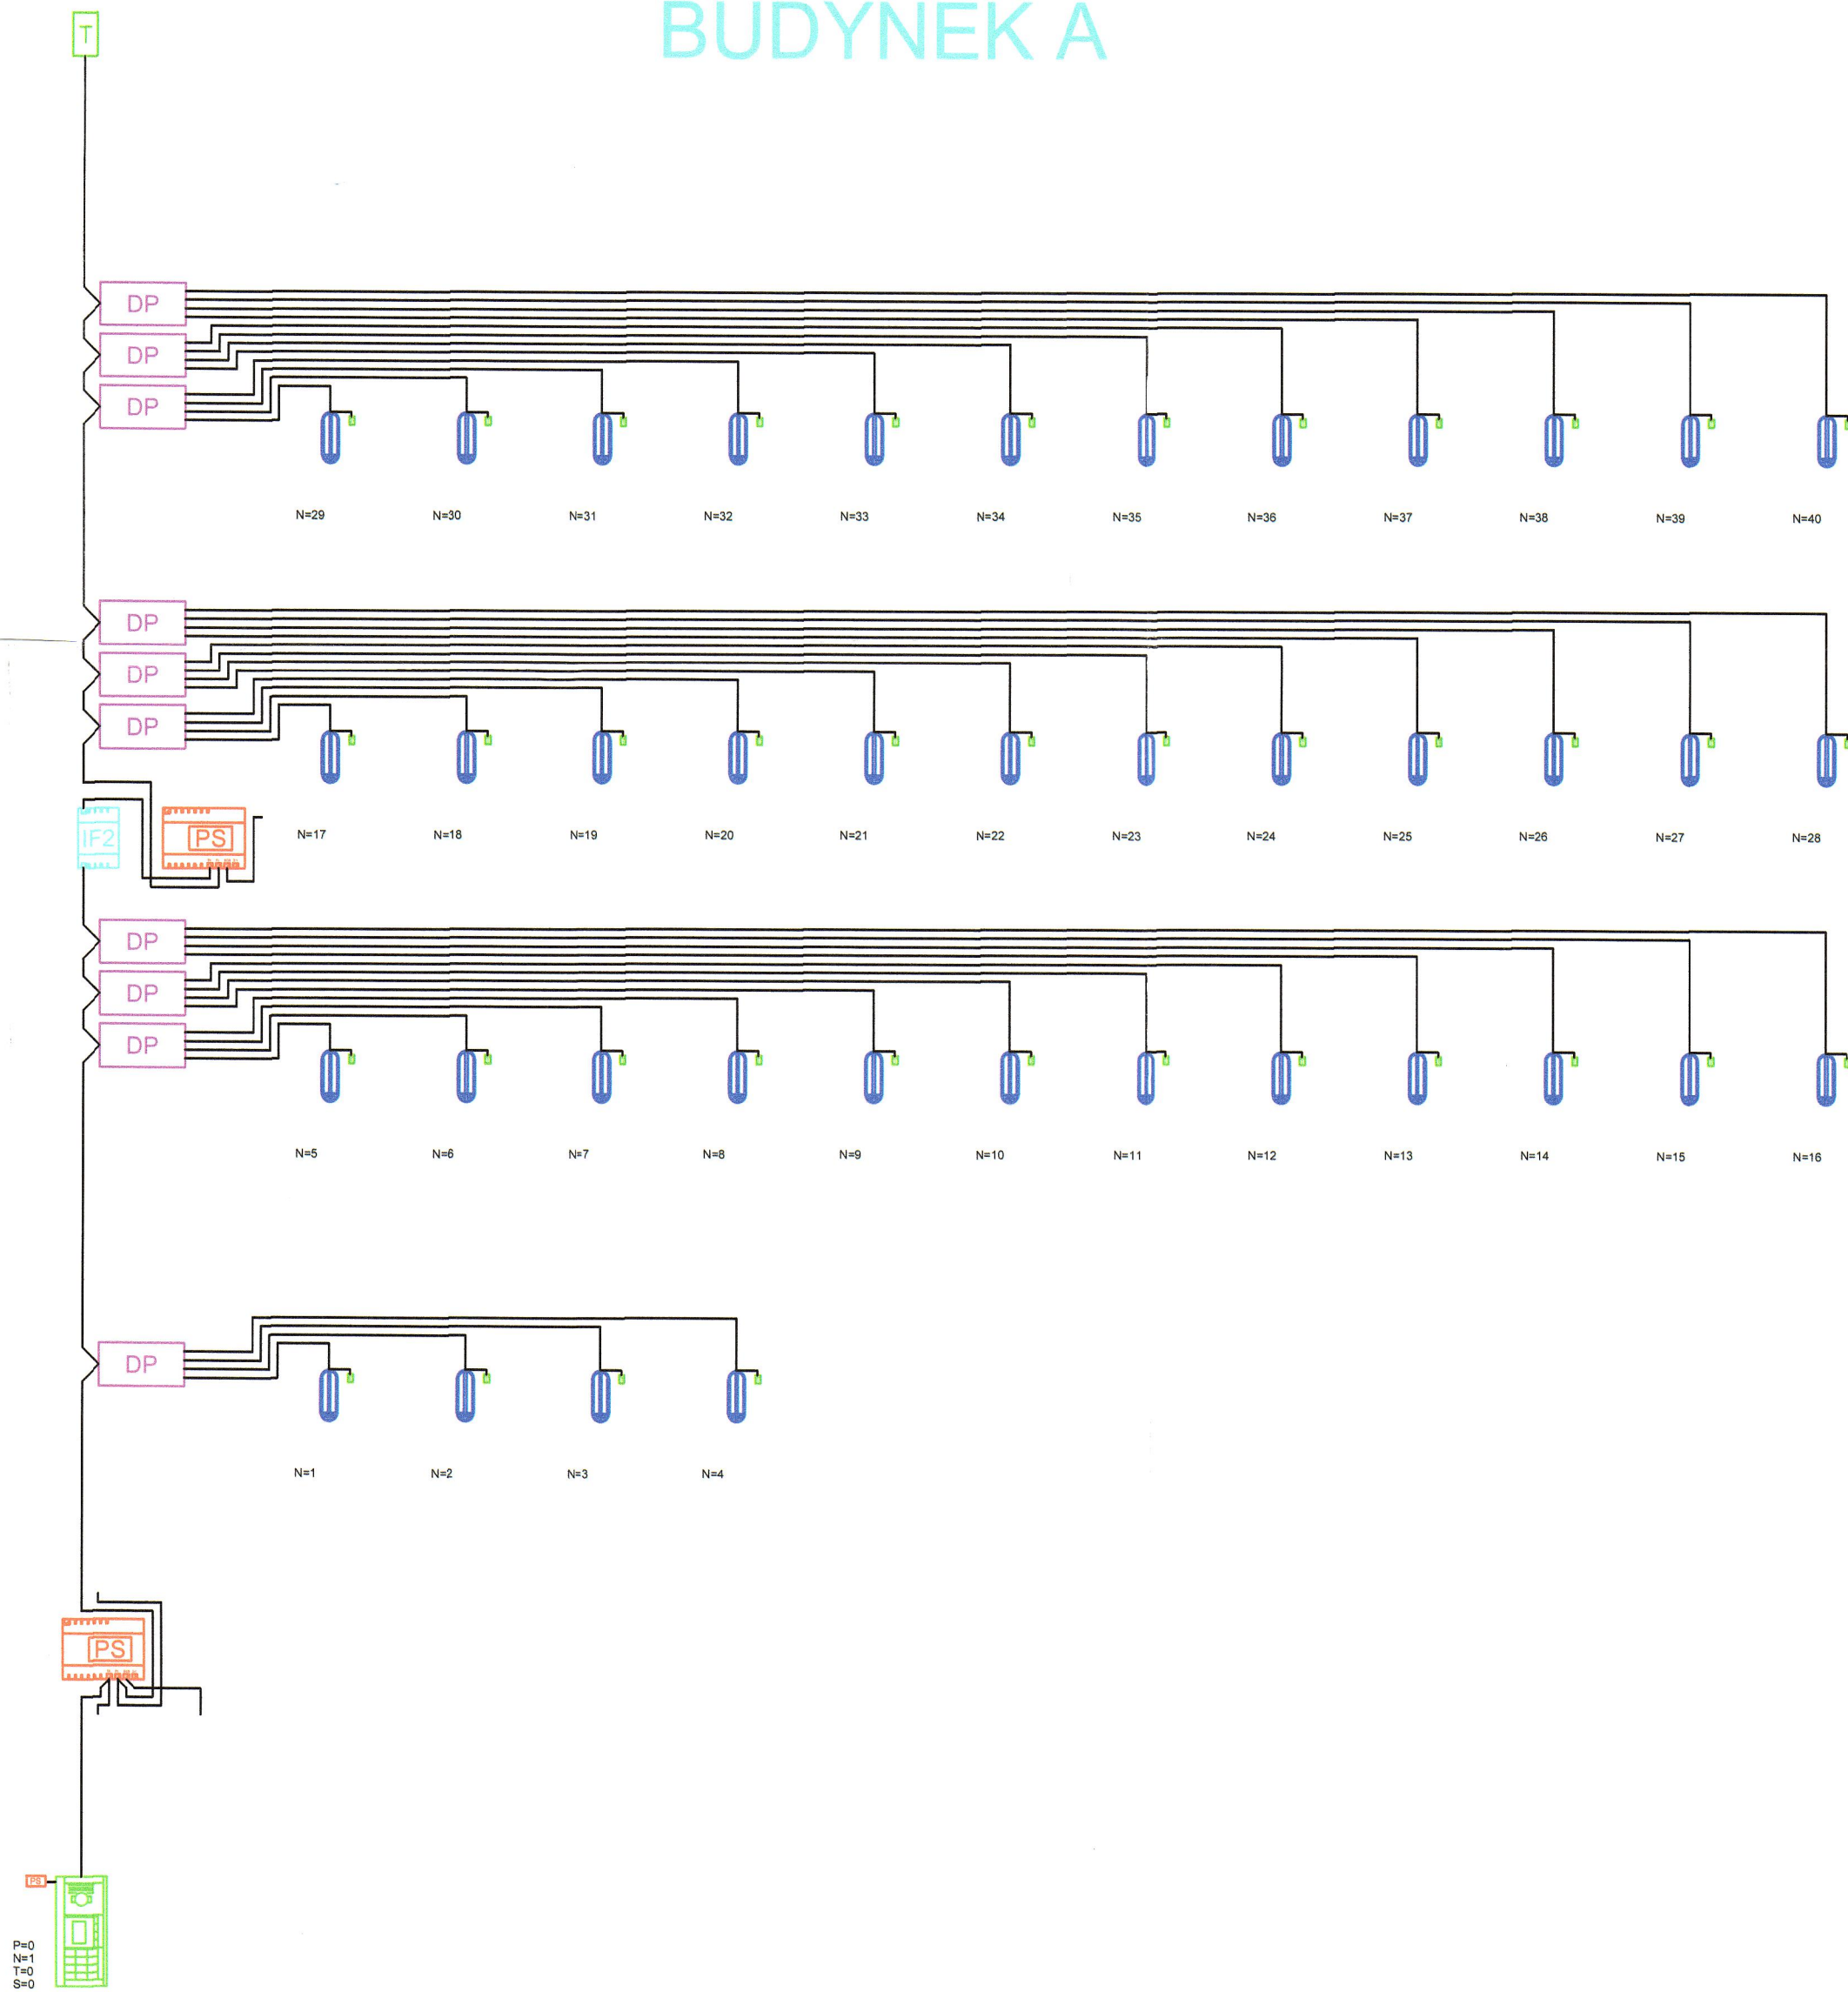 BUDYNEK A
T
DP
DP
DP
N=29 N=30 N=31 N=32 N=33 N=34 N=35 N=36 N=37 N=38 N=39 N=40
DP
DP
DP
IF2 PS
N=17 N=18 N=19 N=20 N=21 N=22 N=23 N=24 N=25 N=26 N=27 N=28
DP
DP
DP
N=5 N=6 N=7 N=8 N=9 N=10 N=11 N=12 N=13 N=14 N=15 N=16
DP
N=1 N=2 N=3 N=4
PS
PS
P=0
N=1
T=0
S=0